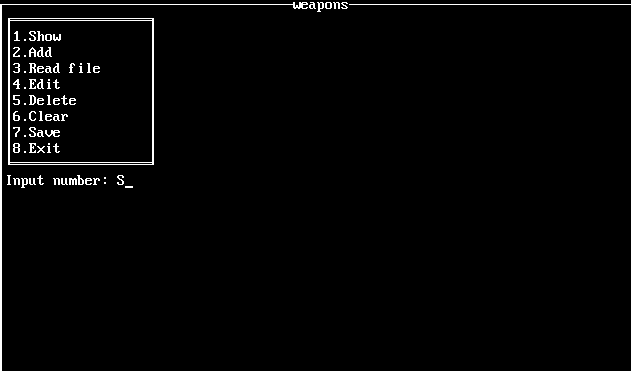 weapons
1.Show
2.Add
3.Read file
4.Edit
5.Delete
6.Clear
7.Save
8.Exit
Input number: S_